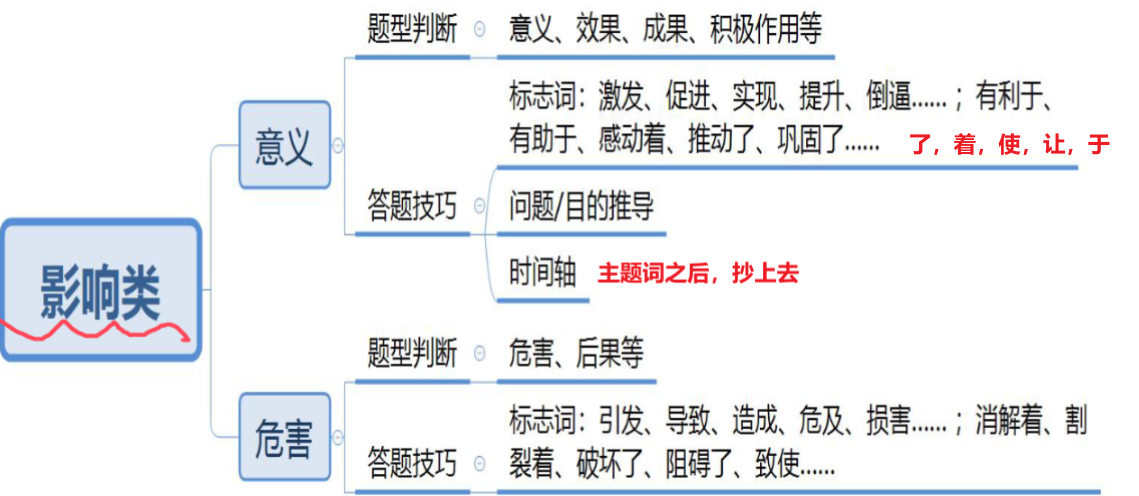 影响类
意义
题型判断
意义、效果、成果、积极作用等
答题技巧
标志词：激发、促进、实现、提升、倒逼…… ；有利于、
有助于、感动着、推动了、巩固了……
了，着，使，让，于
问题/目的推导
时间轴
主题词之后，抄上去
危害
题型判断
危害、后果等
答题技巧
标志词：引发、导致、造成、危及、损害…… ；消解着、割
裂着、破坏了、阻碍了、致使……